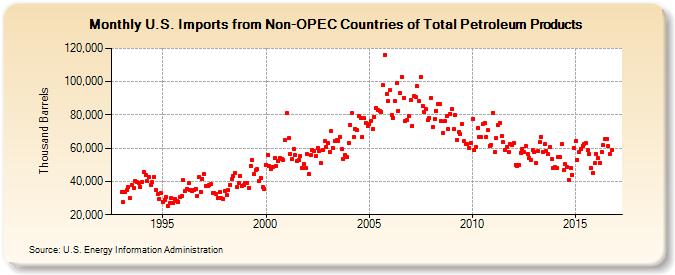 Monthly U.S. Imports from Non-OPEC Countries of Total Petroleum Products
Thousand Barrels
120,000
100,000
80,000
60,000
40,000
20,000
1995 2000 2005 2010 2015
Source: U.S. Energy Information Administration